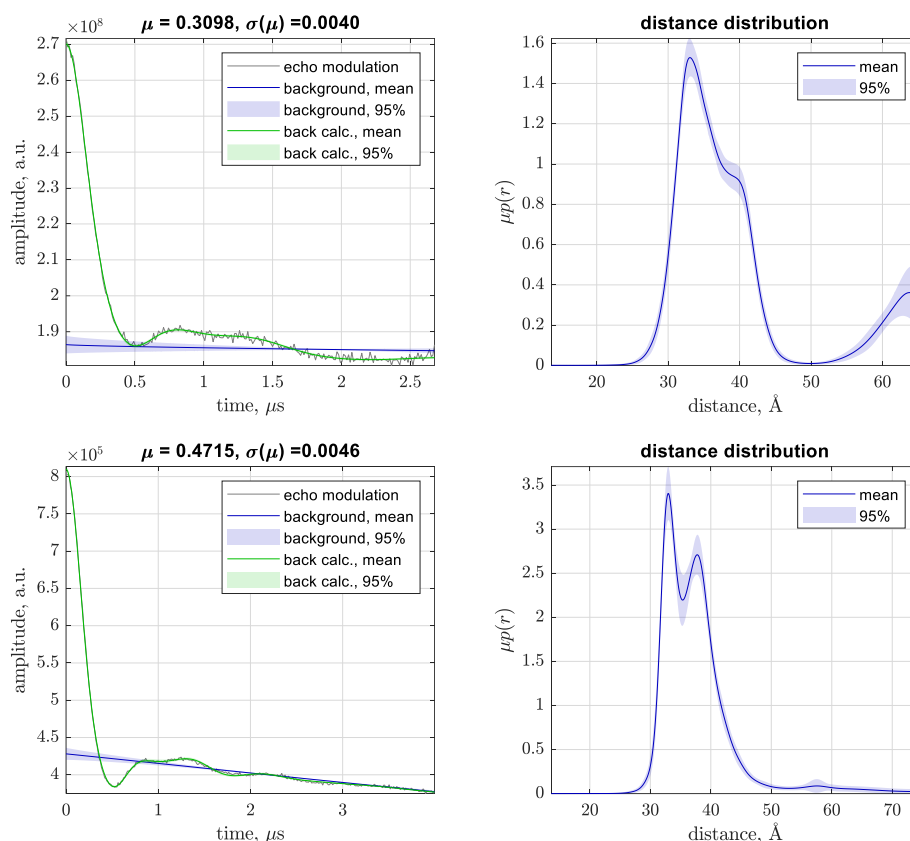 ×10⁸
μ = 0.3098, σ(μ) =0.0040
amplitude, a.u.
2.7
2.6
2.5
2.4
2.3
2.2
2.1
2
1.9
echo modulation
background, mean
background, 95%
back calc., mean
back calc., 95%
0
0.5
1
1.5
2
2.5
time, μs
distance distribution
μp(r)
1.6
1.4
1.2
1
0.8
0.6
0.4
0.2
0
mean
95%
20
30
40
50
60
distance, Å
×10⁵
μ = 0.4715, σ(μ) =0.0046
amplitude, a.u.
8
7.5
7
6.5
6
5.5
5
4.5
4
echo modulation
background, mean
background, 95%
back calc., mean
back calc., 95%
0
1
2
3
time, μs
distance distribution
μp(r)
3.5
3
2.5
2
1.5
1
0.5
0
mean
95%
20
30
40
50
60
70
distance, Å